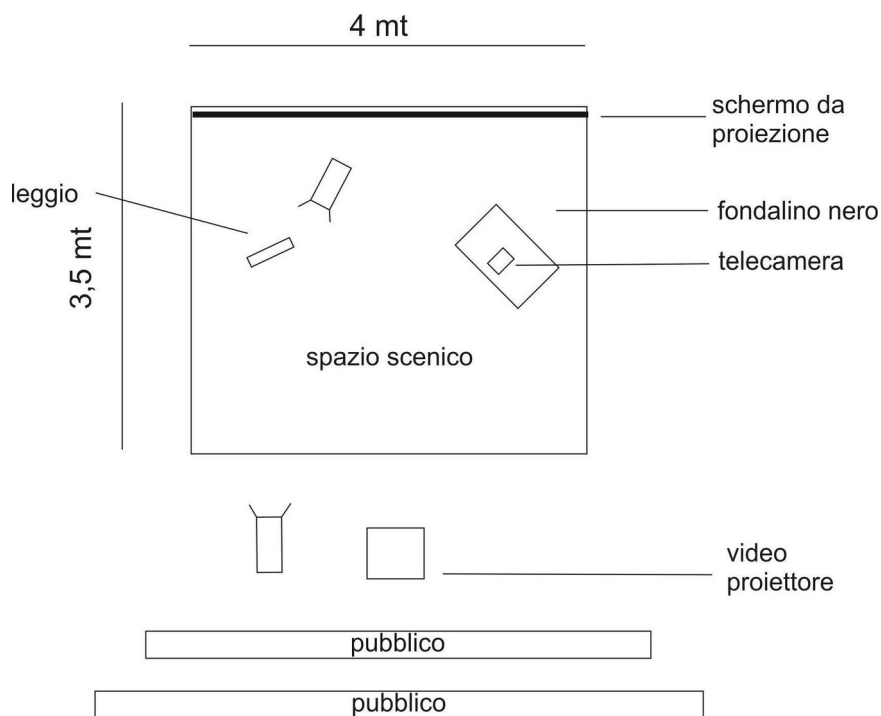 4 mt
schermo da
proiezione
leggio
fondalino nero
3,5 mt
telecamera
spazio scenico
video
proiettore
pubblico
pubblico